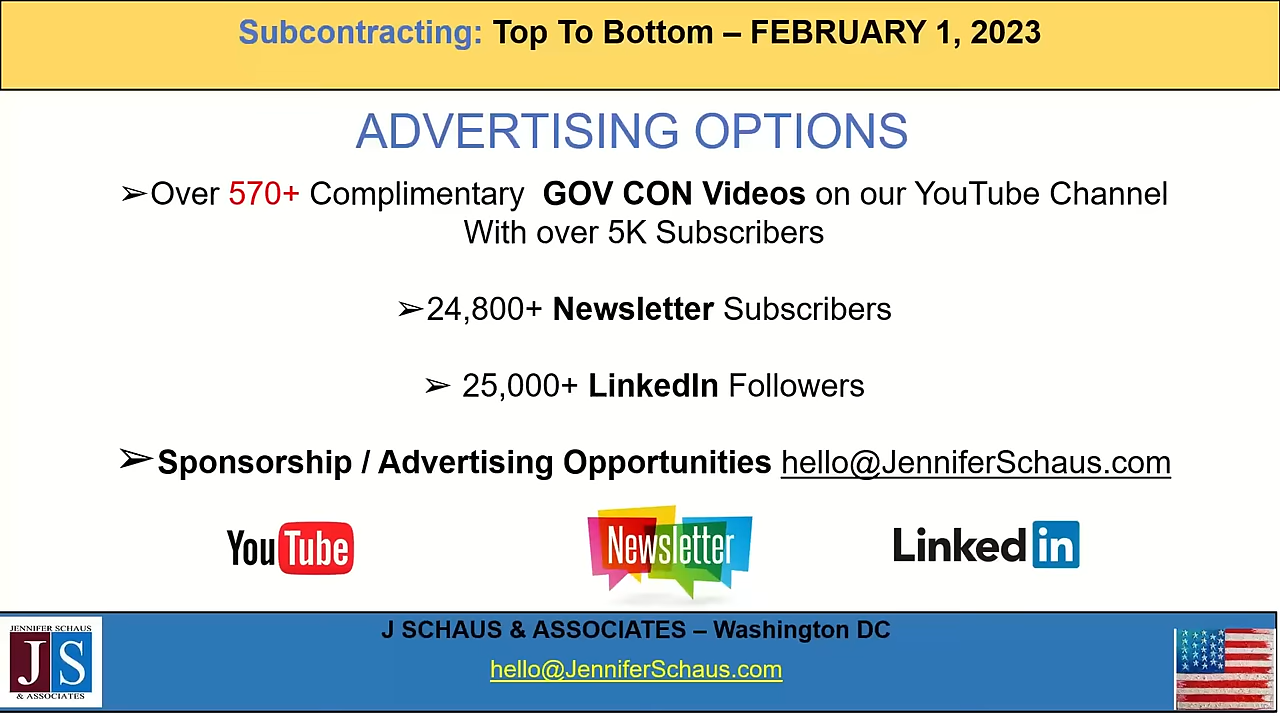 Subcontracting: Top To Bottom – FEBRUARY 1, 2023
ADVERTISING OPTIONS
➢Over 570+ Complimentary GOV CON Videos on our YouTube Channel
With over 5K Subscribers
➢24,800+ Newsletter Subscribers
➢ 25,000+ LinkedIn Followers
➢Sponsorship / Advertising Opportunities hello@JenniferSchaus.com
YouTube
Newsletter
Linkedin
J SCHAUS & ASSOCIATES – Washington DC
hello@JenniferSchaus.com
JENNIFER SCHAUS
JS
& ASSOCIATES